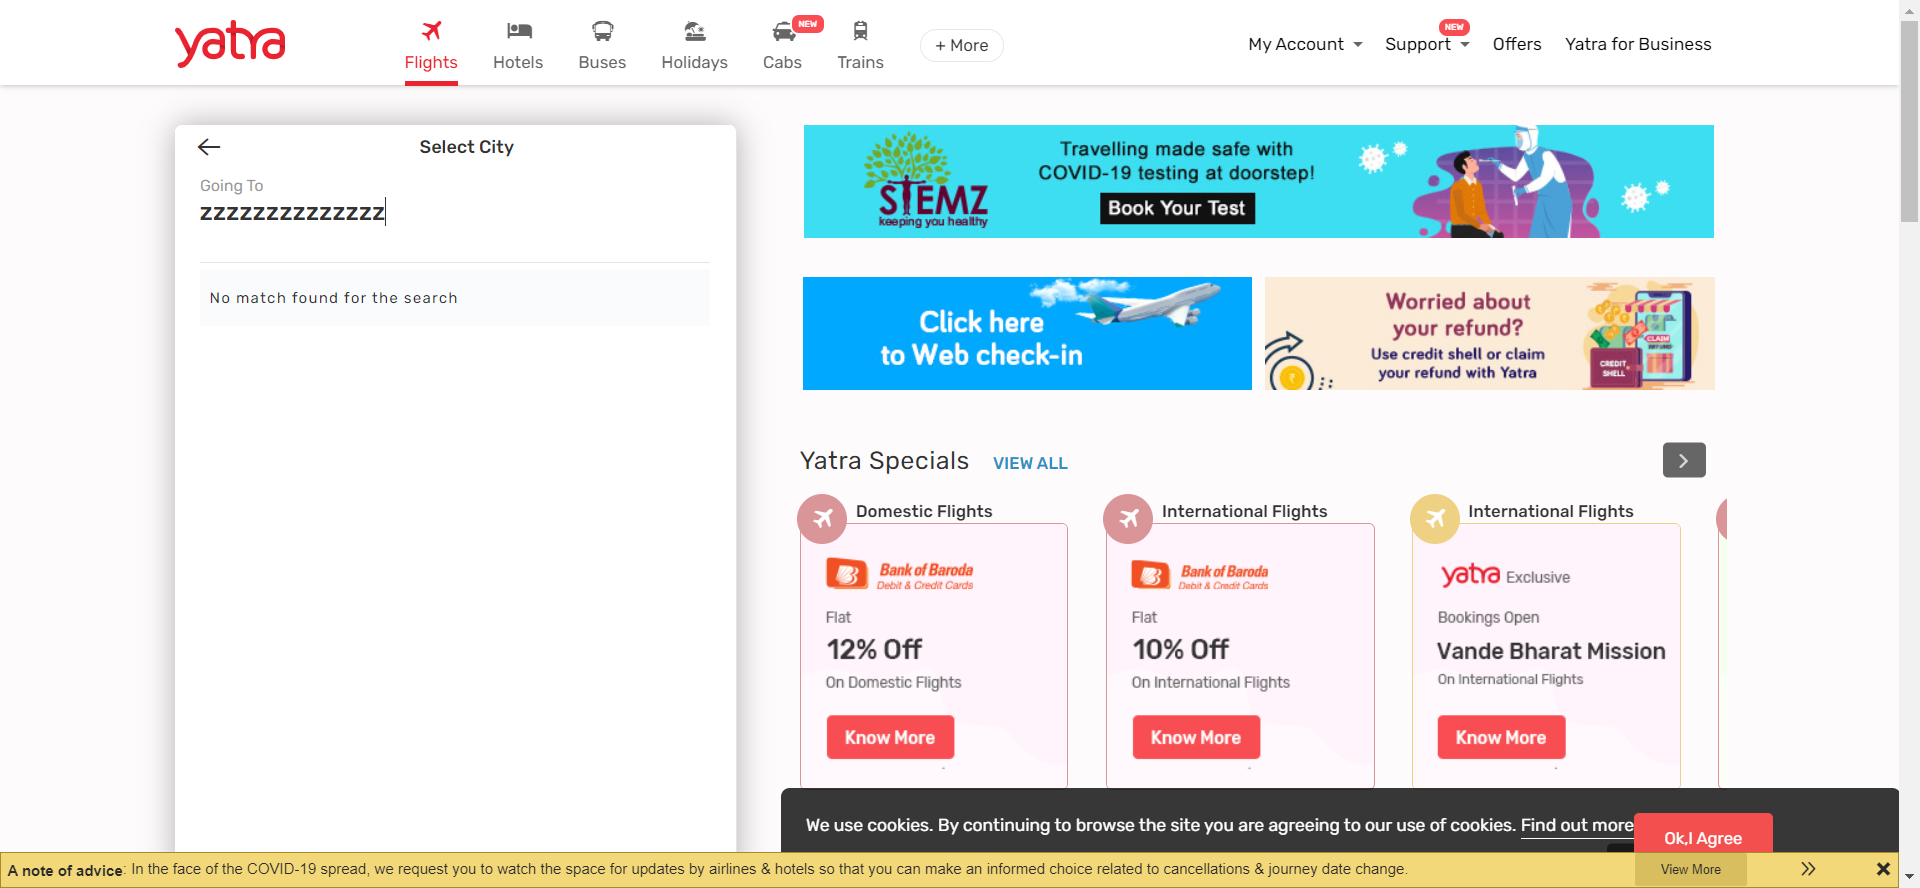 yatra
Flights
Hotels
Buses
Holidays
NEW
Cabs
Trains
+ More
My Account
NEW
Support
Offers
Yatra for Business
Select City
Going To
zzzzzzzzzzzzzz
No match found for the search
STEMZ
keeping you healthy
Travelling made safe with
COVID-19 testing at doorstep!
Book Your Test
Click here
to Web check-in
Worried about
your refund?
Use credit shell or claim
your refund with Yatra
CREDIT
SHELL
CLAIM
Yatra Specials
VIEW ALL
Domestic Flights
Bank of Baroda
Debit & Credit Cards
Flat
12% Off
On Domestic Flights
Know More
International Flights
Bank of Baroda
Debit & Credit Cards
Flat
10% Off
On International Flights
Know More
International Flights
yatra Exclusive
Bookings Open
Vande Bharat Mission
On International Flights
Know More
We use cookies. By continuing to browse the site you are agreeing to our use of cookies. Find out more
Ok,I Agree
A note of advice: In the face of the COVID-19 spread, we request you to watch the space for updates by airlines & hotels so that you can make an informed choice related to cancellations & journey date change.
View More